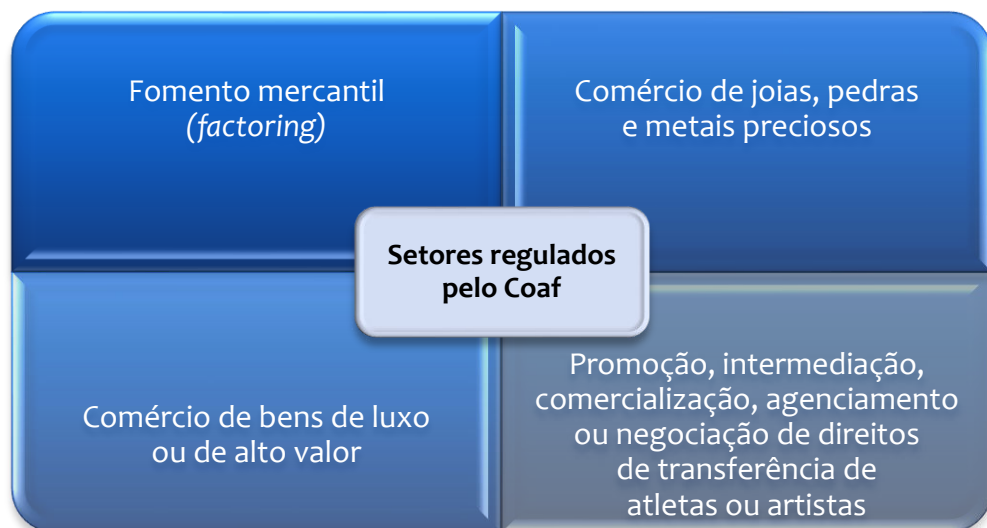 Fomento mercantil
(factoring)
Comércio de joias, pedras
e metais preciosos
Setores regulados
pelo Coaf
Comércio de bens de luxo
ou de alto valor
Promoção, intermediação,
comercialização, agenciamento
ou negociação de direitos
de transferência de
atletas ou artistas